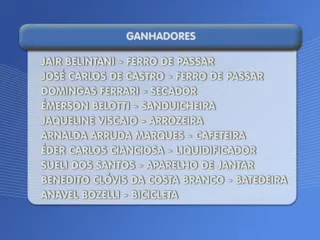 GANHADORES
JAIR BELINTANI - FERRO DE PASSAR
JOSÉ CARLOS DE CASTRO - FERRO DE PASSAR
DOMINGAS FERRARI - SECADOR
ÉMERSON BELOTTI - SANDUICHEIRA
JAQUELINE VISCAIO - ARROZEIRA
ARNALDA ARRUDA MARQUES - CAFETEIRA
ÉDER CARLOS CIANCIOSA - LIQUIDIFICADOR
SUELI DOS SANTOS - APARELHO DE JANTAR
BENEDITO CLÓVIS DA COSTA BRANCO - BATEDEIRA
ANAVEL BOZELLI - BICICLETA